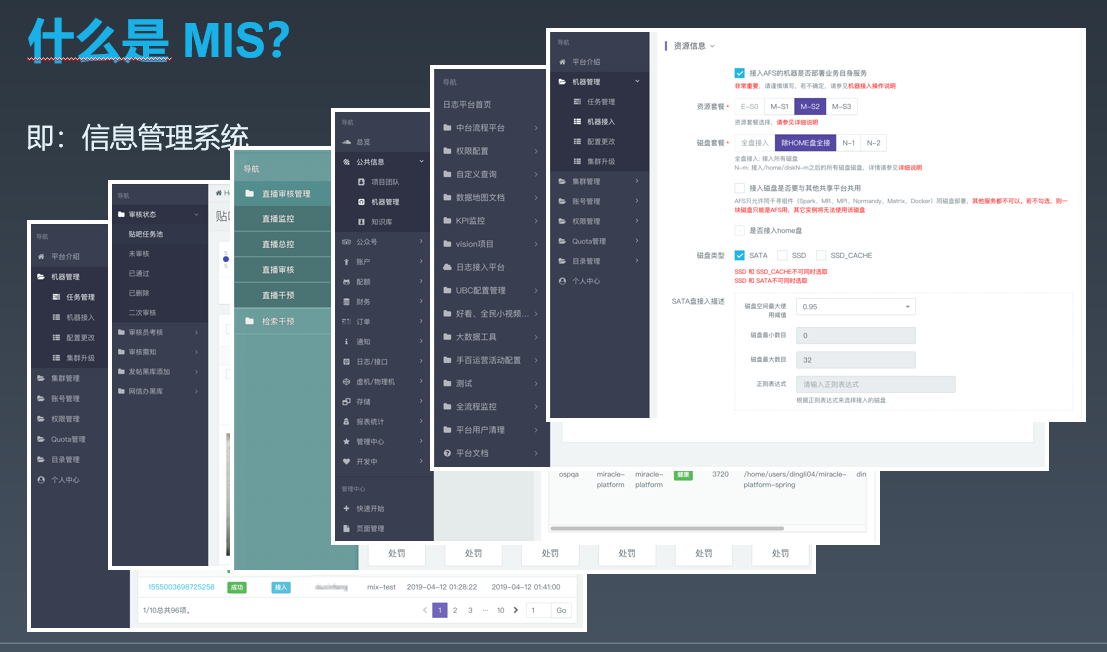 什么是 MIS?
即：信息管理系统
导航
平台介绍
机器管理
任务管理
机器接入
配置更改
集群升级
集群管理
账号管理
权限管理
Quota管理
目录管理
个人中心
1555003698725258
成功
接入
mix-test
2019-04-12 01:28:22
2019-04-12 01:41:00
1/10总共96项。
1
2
3
···
10
1
Go
导航
审核状态
贴吧任务池
未审核
已通过
已删除
二次审核
审核员考核
审核需知
发帖黑库添加
网信办黑库
贴吧
导航
直播审核管理
直播监控
直播总控
直播审核
直播干预
检索干预
处罚
处罚
处罚
处罚
处罚
处罚
导航
总览
公共信息
项目团队
机器管理
知识库
公众号
账户
配额
财务
订单
通知
日志/接口
虚机/物理机
存储
报表统计
管理中心
开发中
管理中心
快速开始
页面管理
ospqa
miracle-
platform
miracle-
platform
健康
3720
/home/users/dingli04/miracle-
platform-spring
din
导航
日志平台首页
中台流程平台
权限配置
自定义查询
数据地图文档
KPI监控
vision项目
日志接入平台
UBC配置管理
好看、全民小视频...
大数据工具
手百运营活动配置
测试
全流程监控
平台用户清理
平台文档
导航
平台介绍
机器管理
任务管理
机器接入
配置更改
集群升级
集群管理
账号管理
权限管理
Quota管理
目录管理
个人中心
资源信息
接入AFS的机器是否部署业务自身服务
非常重要，请谨慎填写，若不确定，请参见机器接入操作说明
资源套餐 * E-S0 M-S1 M-S2 M-S3
资源套餐选择，请参见详细说明
磁盘套餐 * 全盘接入 除HOME盘全接 N-1 N-2
全盘接入: 接入所有磁盘
N-m: 接入/home/diskN-m之后的所有磁盘磁盘，详情请参见详细说明
接入磁盘是否要与其他共享平台共用
AFS只允许同千寻组件（Spark、MR、MPI、Normandy、Matrix、Docker）同磁盘部署，其他服务都不可以。若不勾选，则一
块磁盘只能是AFS用，其它实例将无法使用该磁盘
是否接入home盘
磁盘类型 SATA SSD SSD_CACHE
SSD 和 SSD_CACHE不可同时选取
SSD 和 SATA不可同时选取
SATA盘接入描述
磁盘空间最大使
用阈值
0.95
磁盘最小数目
0
磁盘最大数目
32
正则表达式
请输入正则表达式
根据正则表达式来选择接入的磁盘